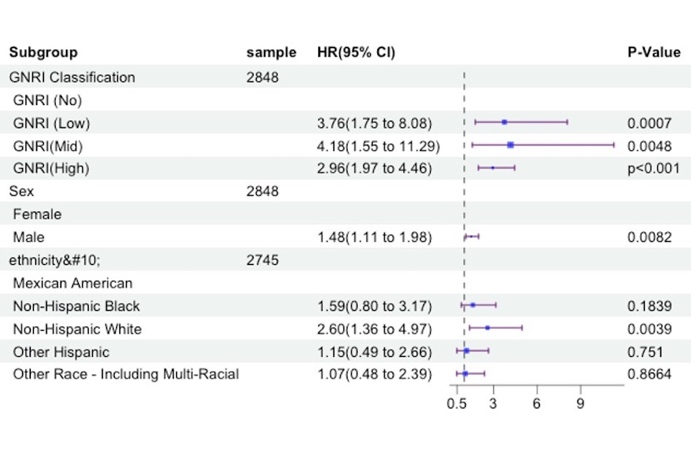 Subgroup sample HR(95% CI) P-Value
GNRI Classification 2848
GNRI (No)
GNRI (Low) 3.76(1.75 to 8.08) 0.0007
GNRI(Mid) 4.18(1.55 to 11.29) 0.0048
GNRI(High) 2.96(1.97 to 4.46) p<0.001
Sex 2848
Female
Male 1.48(1.11 to 1.98) 0.0082
ethnicity&#10; 2745
Mexican American
Non-Hispanic Black 1.59(0.80 to 3.17) 0.1839
Non-Hispanic White 2.60(1.36 to 4.97) 0.0039
Other Hispanic 1.15(0.49 to 2.66) 0.751
Other Race - Including Multi-Racial 1.07(0.48 to 2.39) 0.8664
0.5 3 6 9